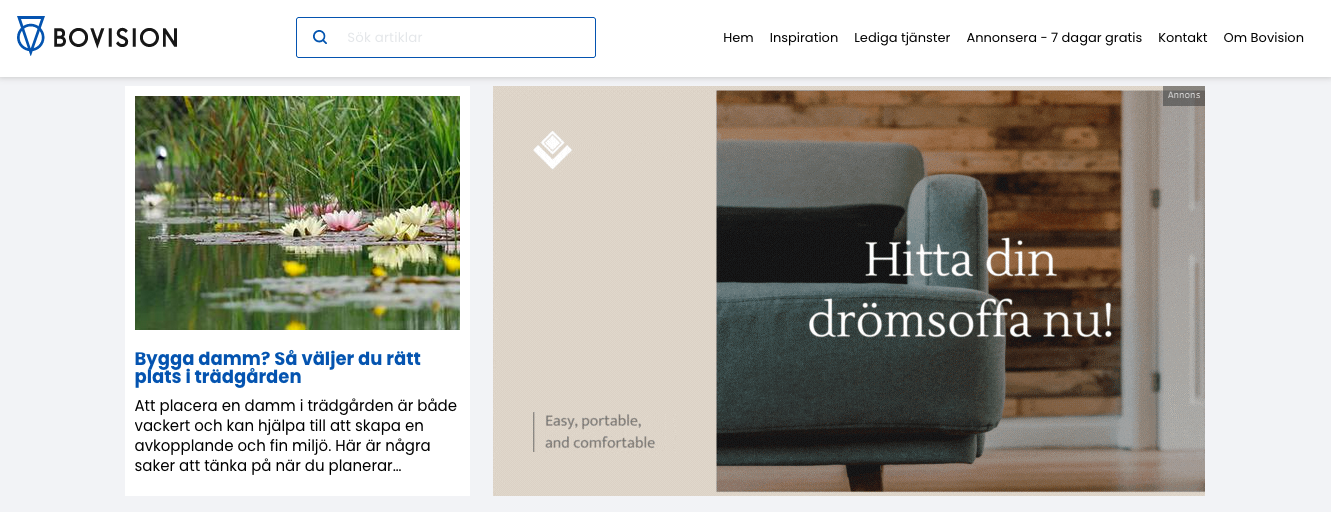 BOVISION
Sök artiklar
Hem Inspiration Lediga tjänster Annonsera - 7 dagar gratis Kontakt Om Bovision
Bygga damm? Så väljer du rätt
plats i trädgården
Att placera en damm i trädgården är både
vackert och kan hjälpa till att skapa en
avkopplande och fin miljö. Här är några
saker att tänka på när du planerar...
Annons
Hitta din
drömsoffa nu!
Easy, portable,
and comfortable